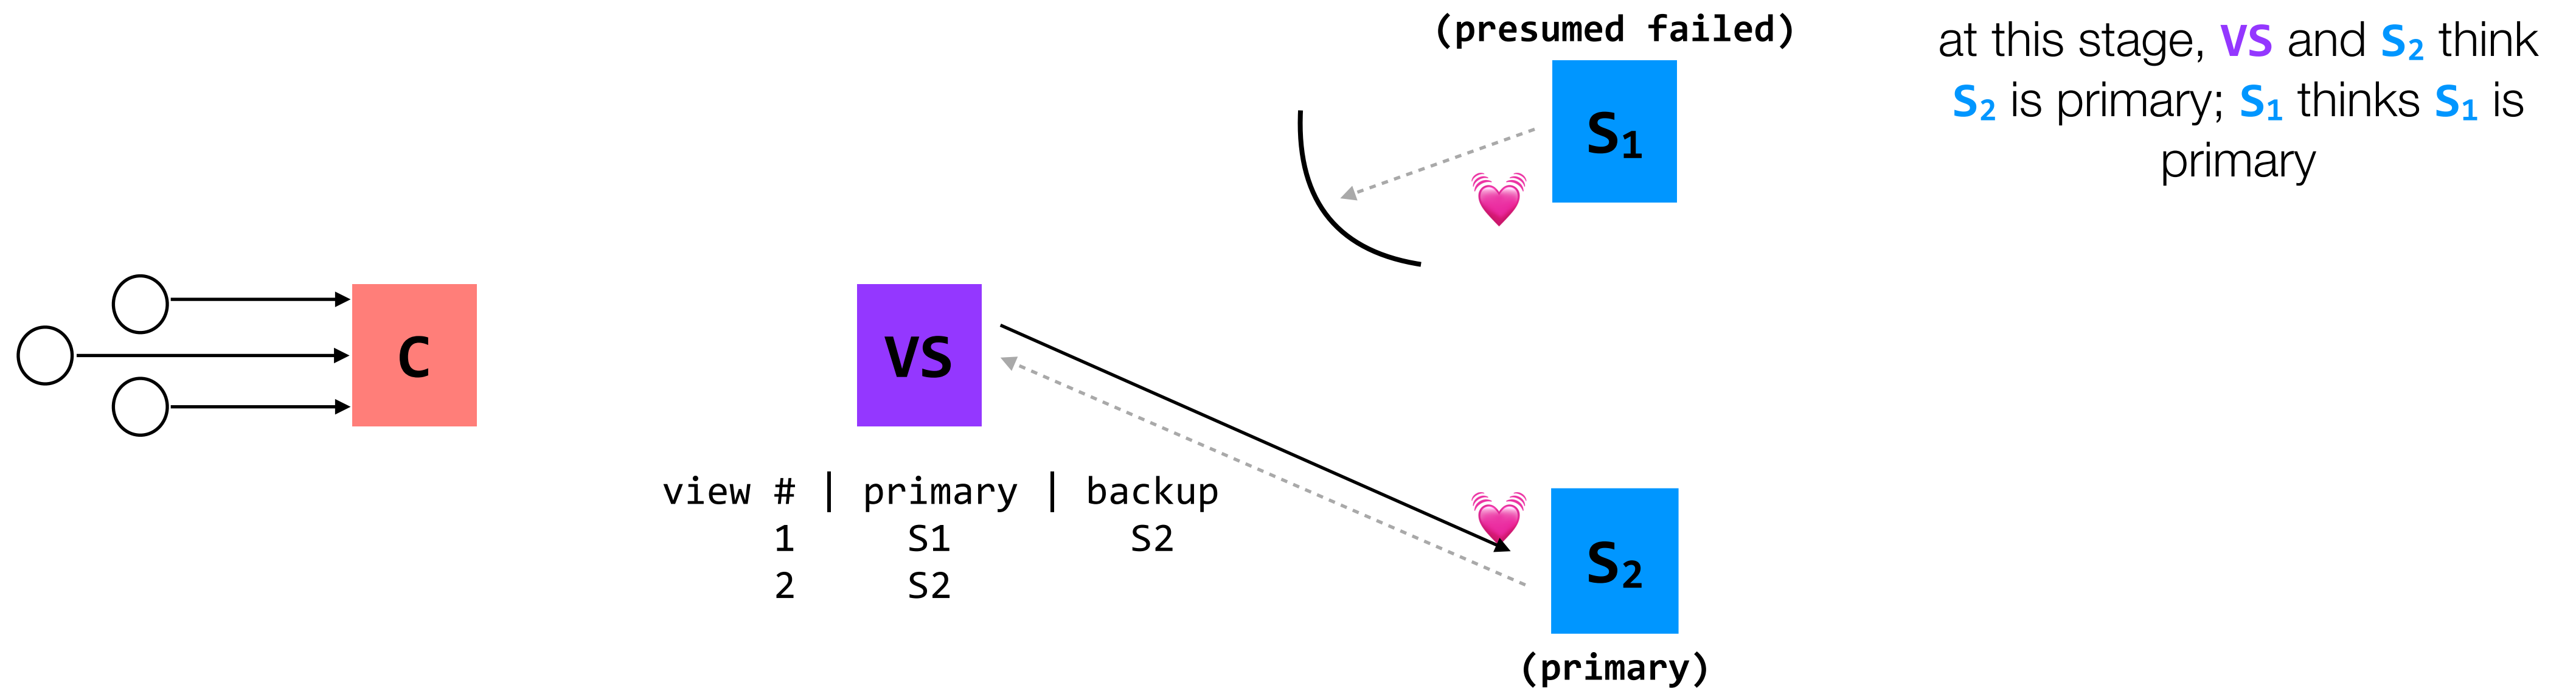 (presumed failed)
at this stage, VS and S₂ think
S₂ is primary; S₁ thinks S₁ is
primary
S₁
C
VS
view # | primary | backup
1 S1 S2
2 S2
S₂
(primary)